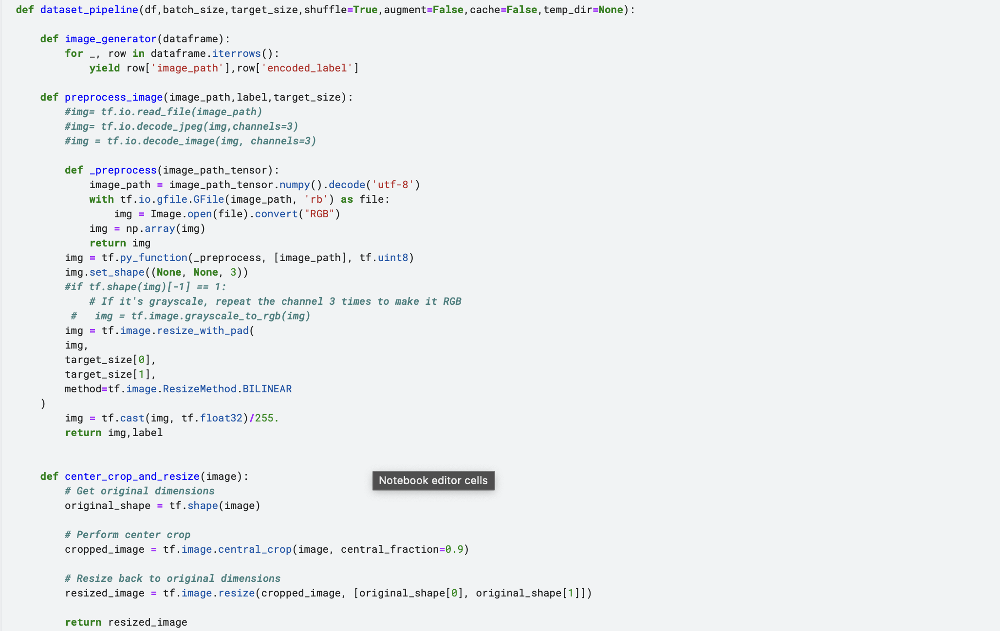 def dataset_pipeline(df,batch_size,target_size,shuffle=True,augment=False,cache=False,temp_dir=None):
    def image_generator(dataframe):
        for _, row in dataframe.iterrows():
            yield row['image_path'],row['encoded_label']
    def preprocess_image(image_path,label,target_size):
        #img= tf.io.read_file(image_path)
        #img= tf.io.decode_jpeg(img,channels=3)
        #img = tf.io.decode_image(img, channels=3)
        def _preprocess(image_path_tensor):
            image_path = image_path_tensor.numpy().decode('utf-8')
            with tf.io.gfile.GFile(image_path, 'rb') as file:
                img = Image.open(file).convert("RGB")
            img = np.array(img)
            return img
        img = tf.py_function(_preprocess, [image_path], tf.uint8)
        img.set_shape((None, None, 3))
        #if tf.shape(img)[-1] == 1:
            # If it's grayscale, repeat the channel 3 times to make it RGB
         #   img = tf.image.grayscale_to_rgb(img)
        img = tf.image.resize_with_pad(
        img,
        target_size[0],
        target_size[1],
        method=tf.image.ResizeMethod.BILINEAR
    )
        img = tf.cast(img, tf.float32)/255.
        return img,label
    def center_crop_and_resize(image):
Notebook editor cells
        # Get original dimensions
        original_shape = tf.shape(image)
        # Perform center crop
        cropped_image = tf.image.central_crop(image, central_fraction=0.9)
        # Resize back to original dimensions
        resized_image = tf.image.resize(cropped_image, [original_shape[0], original_shape[1]])
        return resized_image